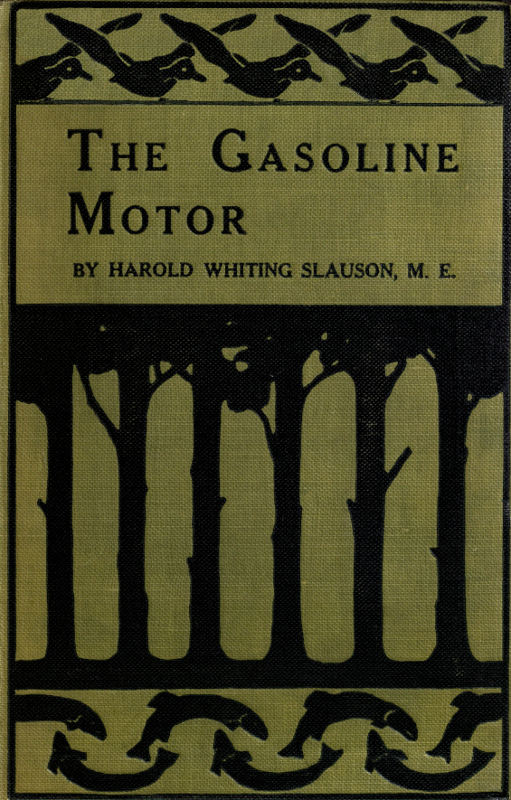 THE GASOLINE
MOTOR
BY HAROLD WHITING SLAUSON, M. E.